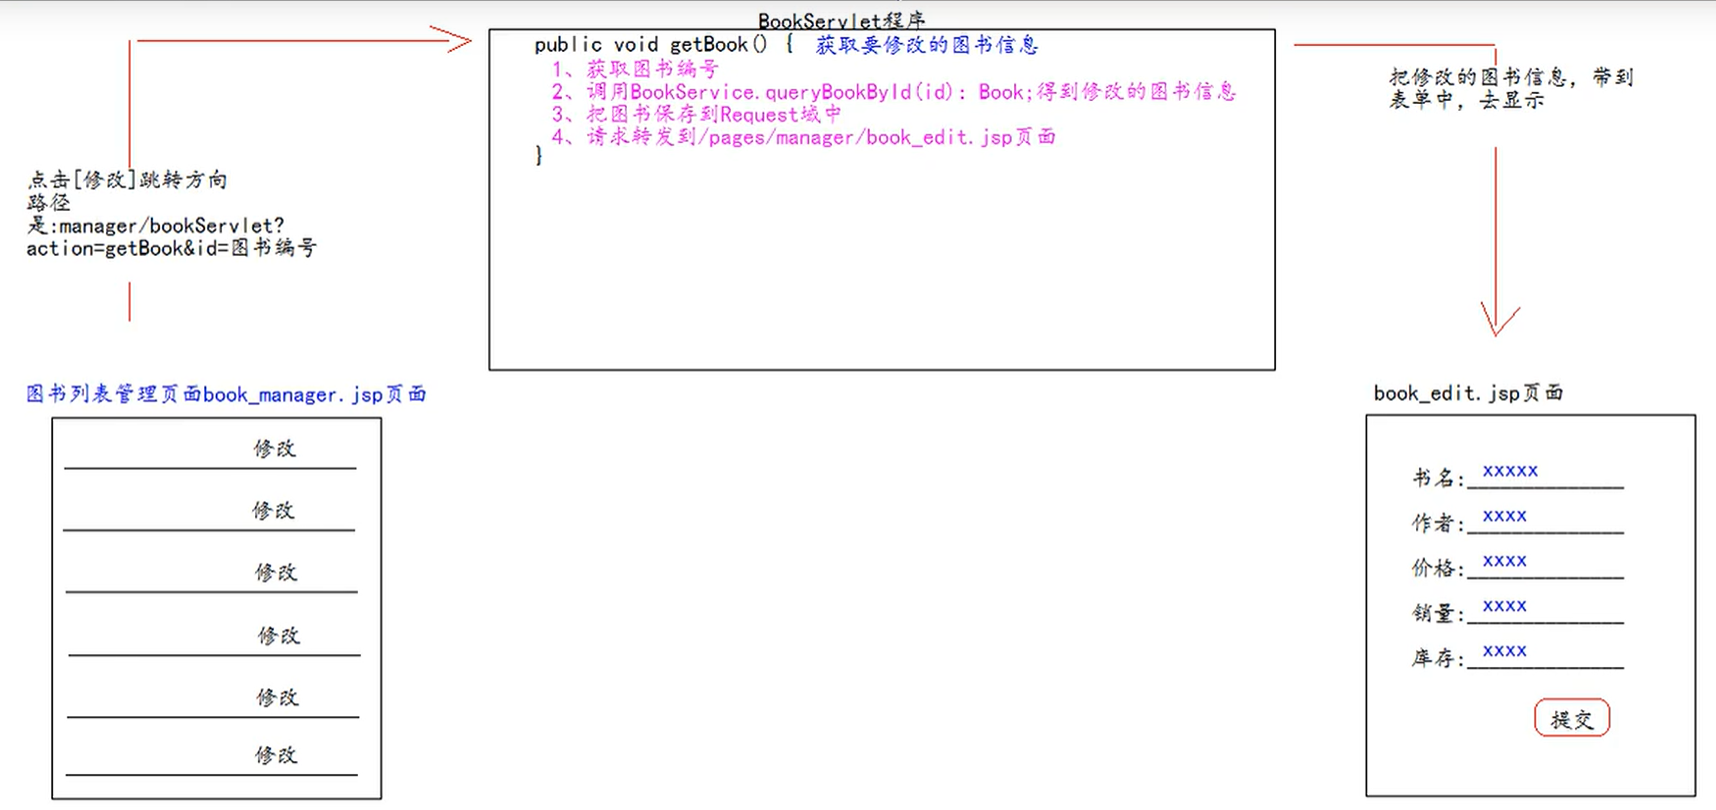 BookServlet程序
public void getBook() { 获取要修改的图书信息
1、获取图书编号
2、调用BookService.queryBookById(id): Book;得到修改的图书信息
3、把图书保存到Request域中
4、请求转发到/pages/manager/book_edit.jsp页面
}
把修改的图书信息，带到
表单中，去显示
点击[修改]跳转方向
路径
是:manager/bookServlet?
action=getBook&id=图书编号
图书列表管理页面book_manager.jsp页面
修改
修改
修改
修改
修改
修改
book_edit.jsp页面
书名: xxxxx
作者: xxxx
价格: xxxx
销量: xxxx
库存: xxxx
提交